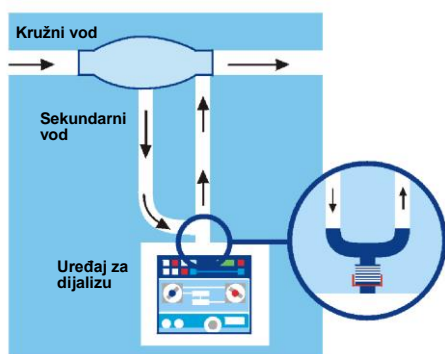 Kružni vod
Sekundarni
vod
Uređaj za
dijalizu